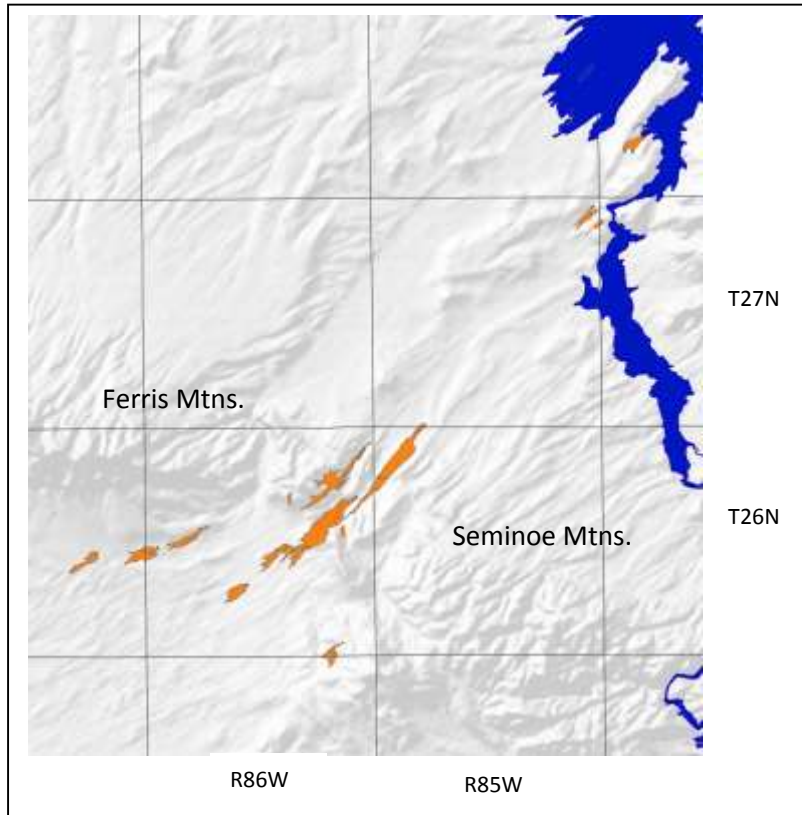 T27N
Ferris Mtns.
T26N
Seminoe Mtns.
R86W
R85W